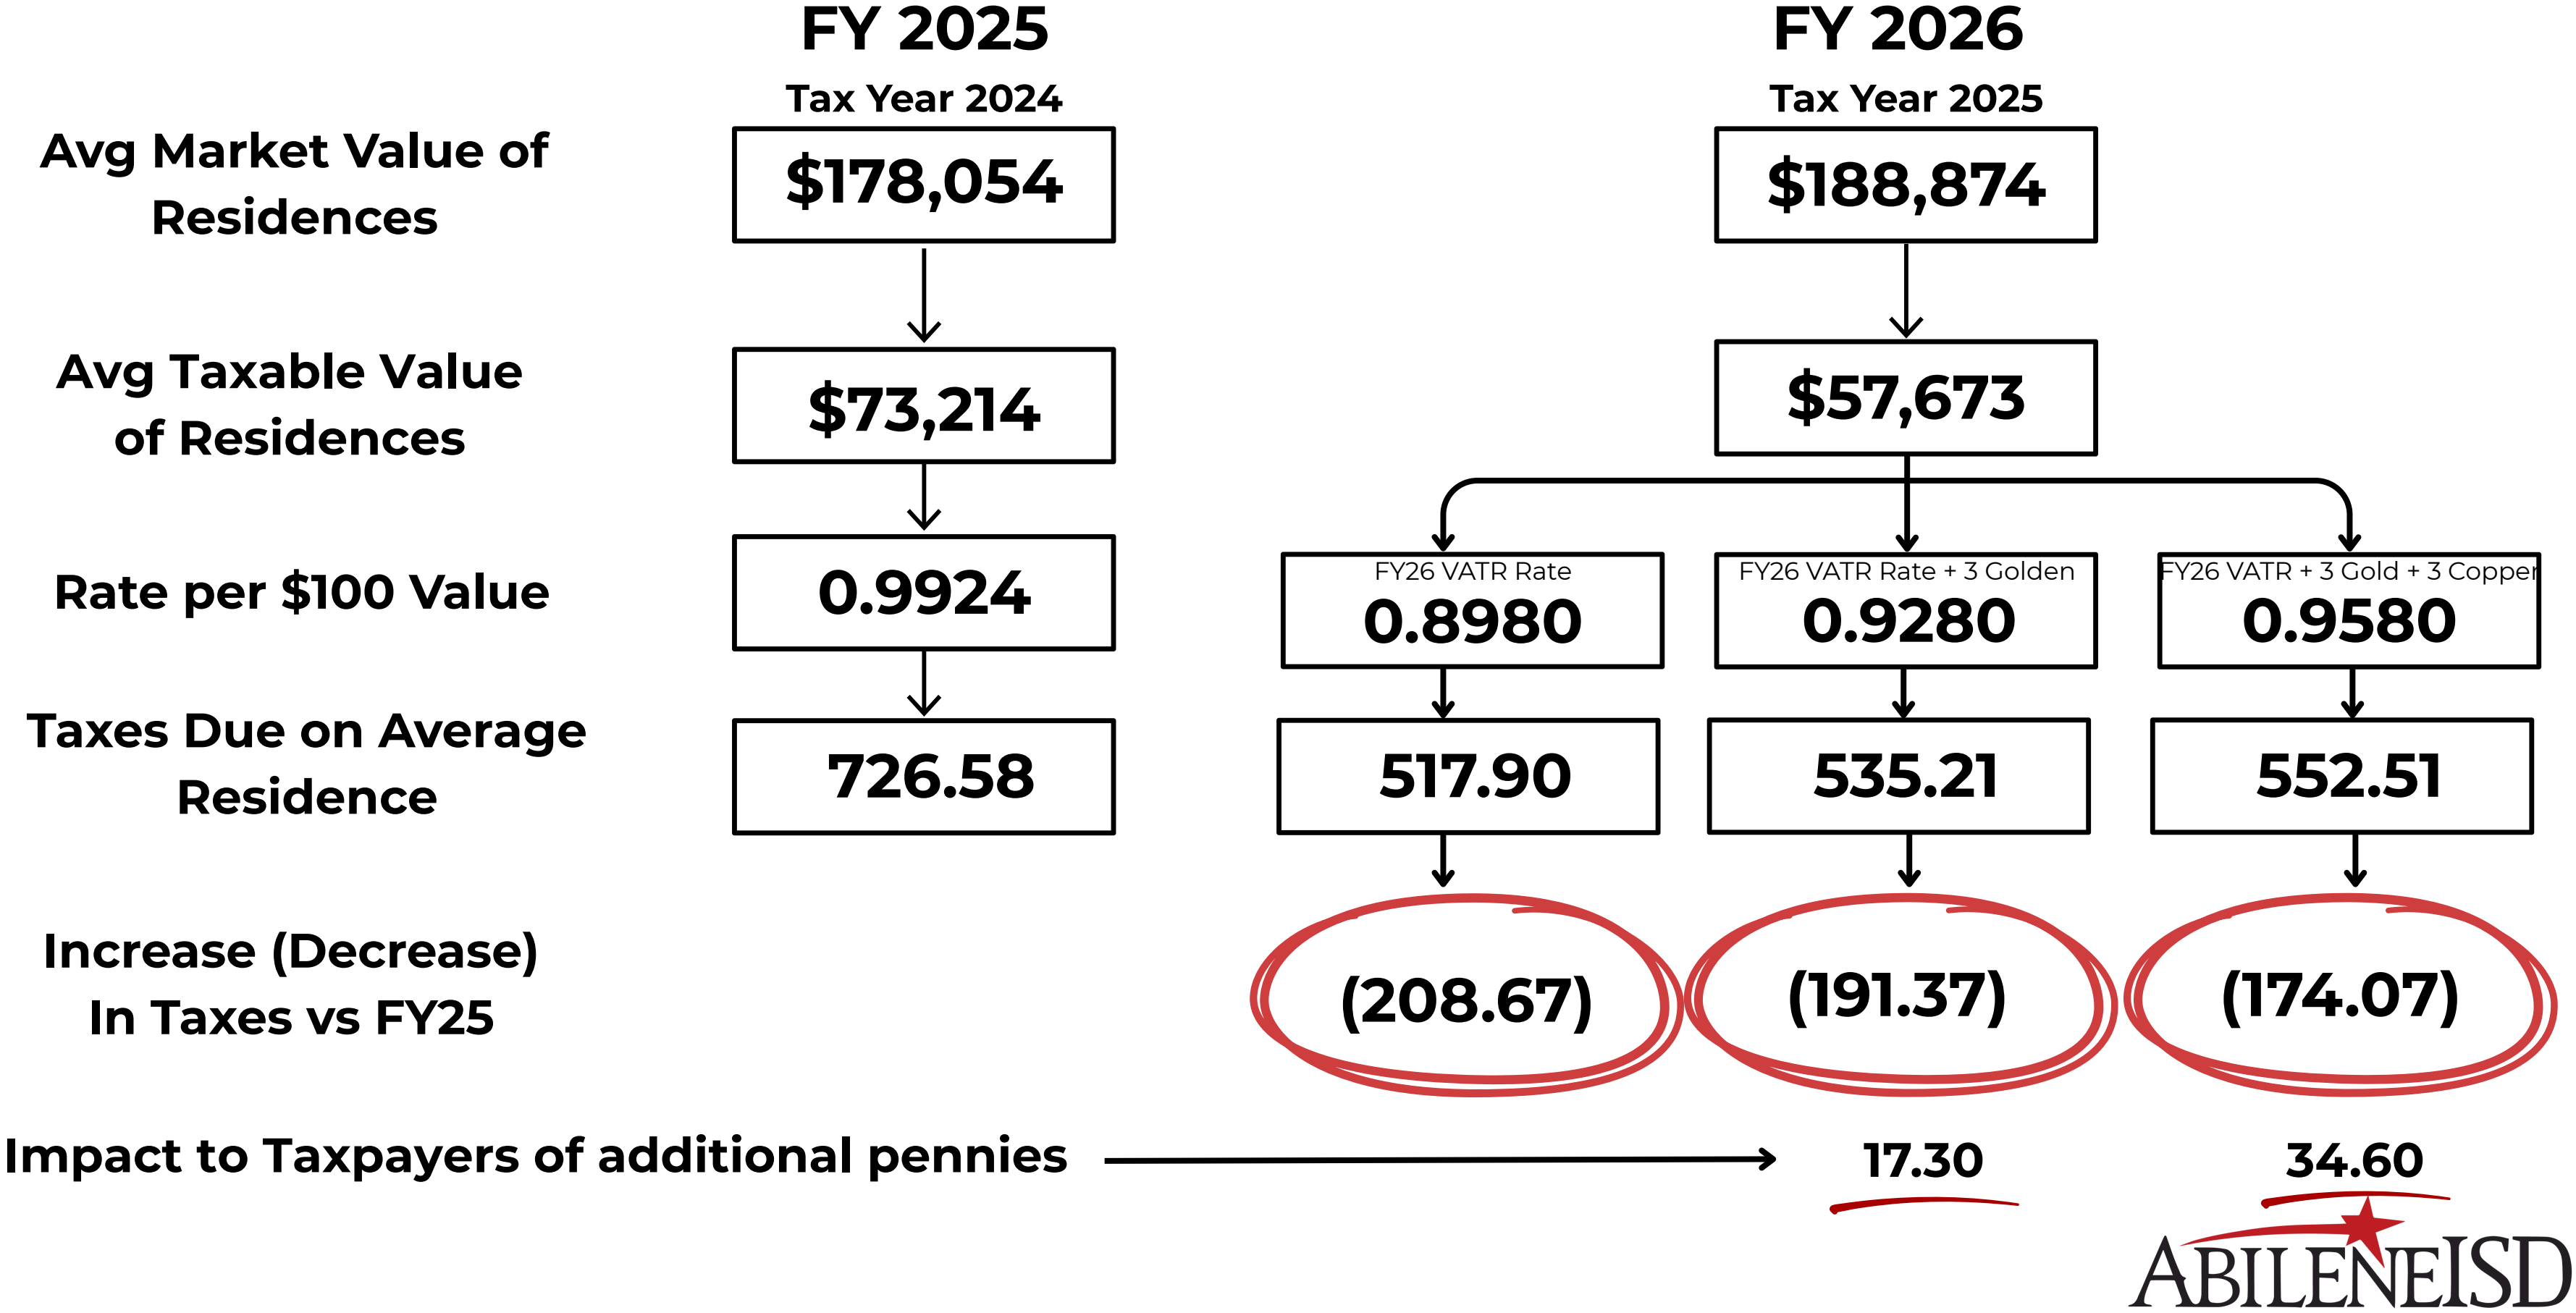 FY 2025
FY 2026
Tax Year 2024
Tax Year 2025
Avg Market Value of
Residences
$178,054
$188,874
Avg Taxable Value
of Residences
$73,214
$57,673
Rate per $100 Value
0.9924
FY26 VATR Rate
0.8980
FY26 VATR Rate + 3 Golden
0.9280
FY26 VATR + 3 Gold + 3 Copper
0.9580
Taxes Due on Average
Residence
726.58
517.90
535.21
552.51
Increase (Decrease)
In Taxes vs FY25
(208.67)
(191.37)
(174.07)
Impact to Taxpayers of additional pennies
17.30
34.60
ABILENEISD